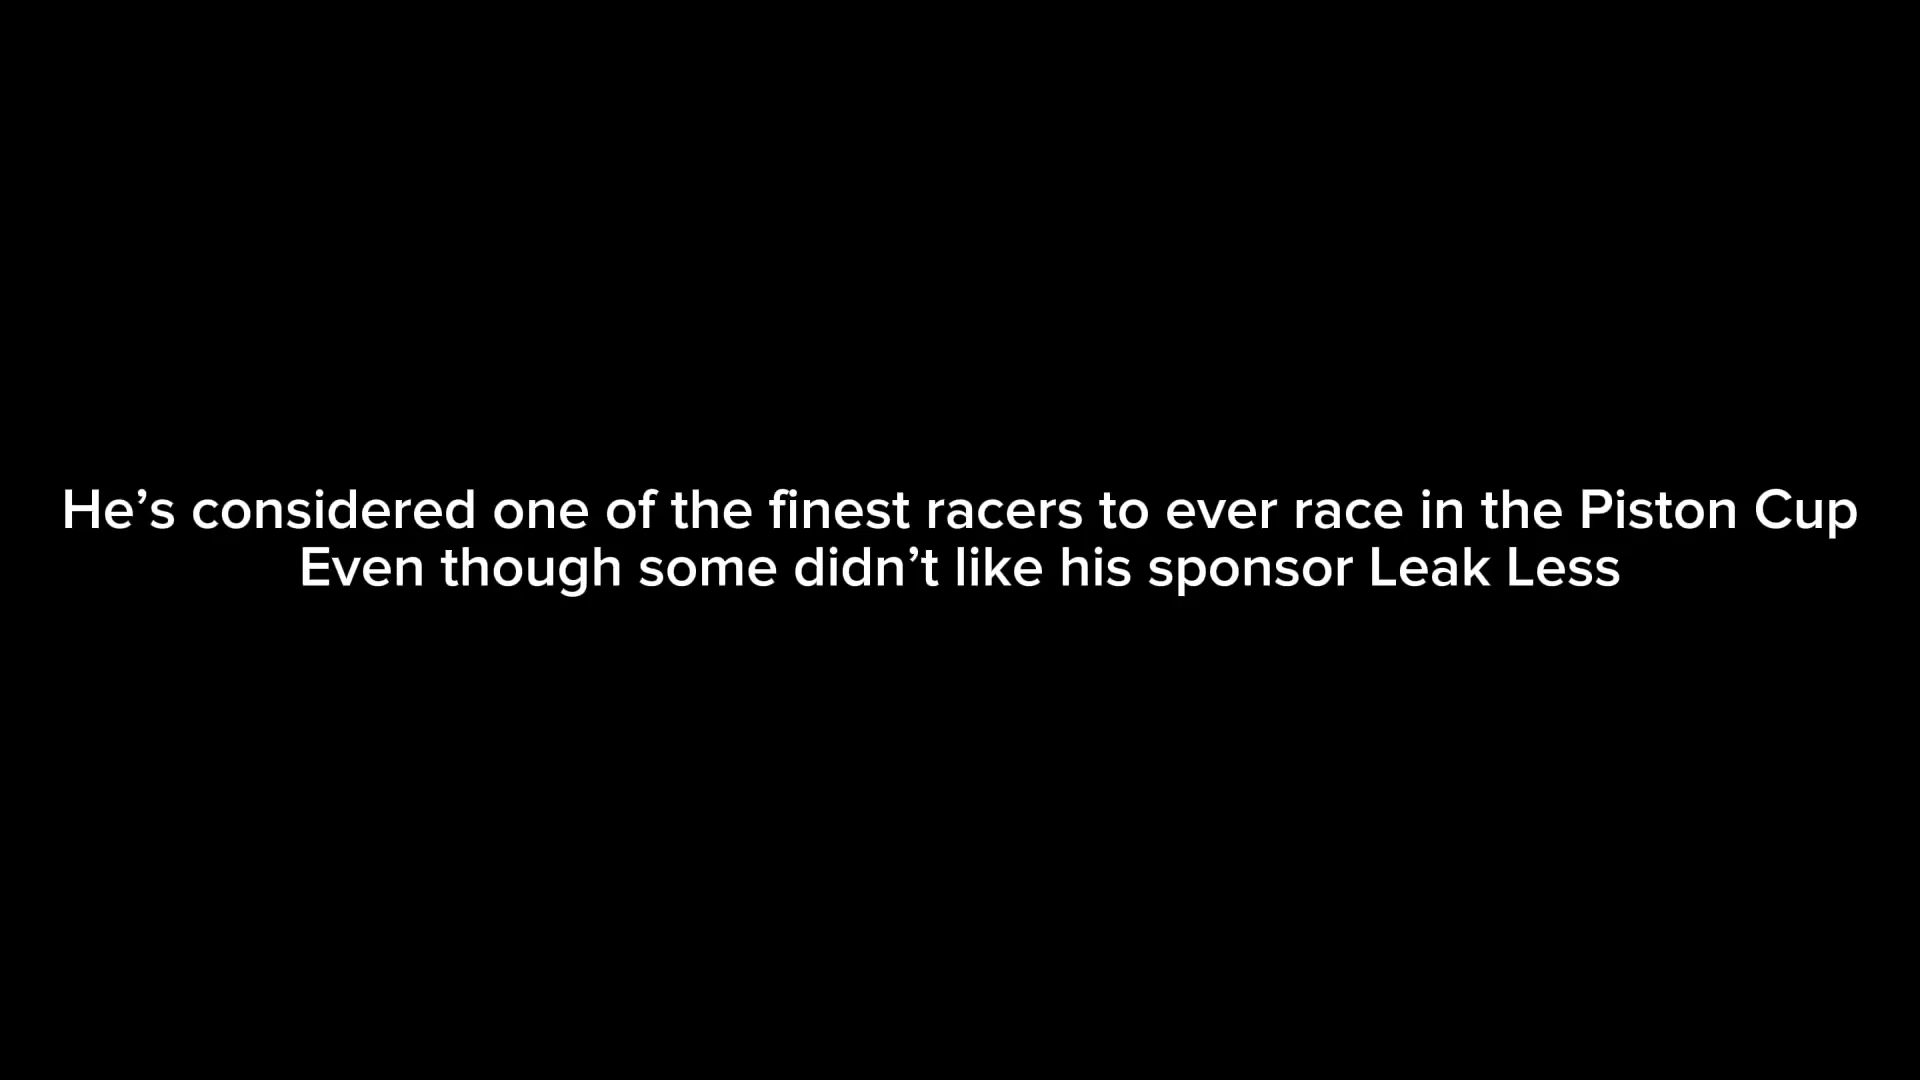 He’s considered one of the finest racers to ever race in the Piston Cup
Even though some didn’t like his sponsor Leak Less